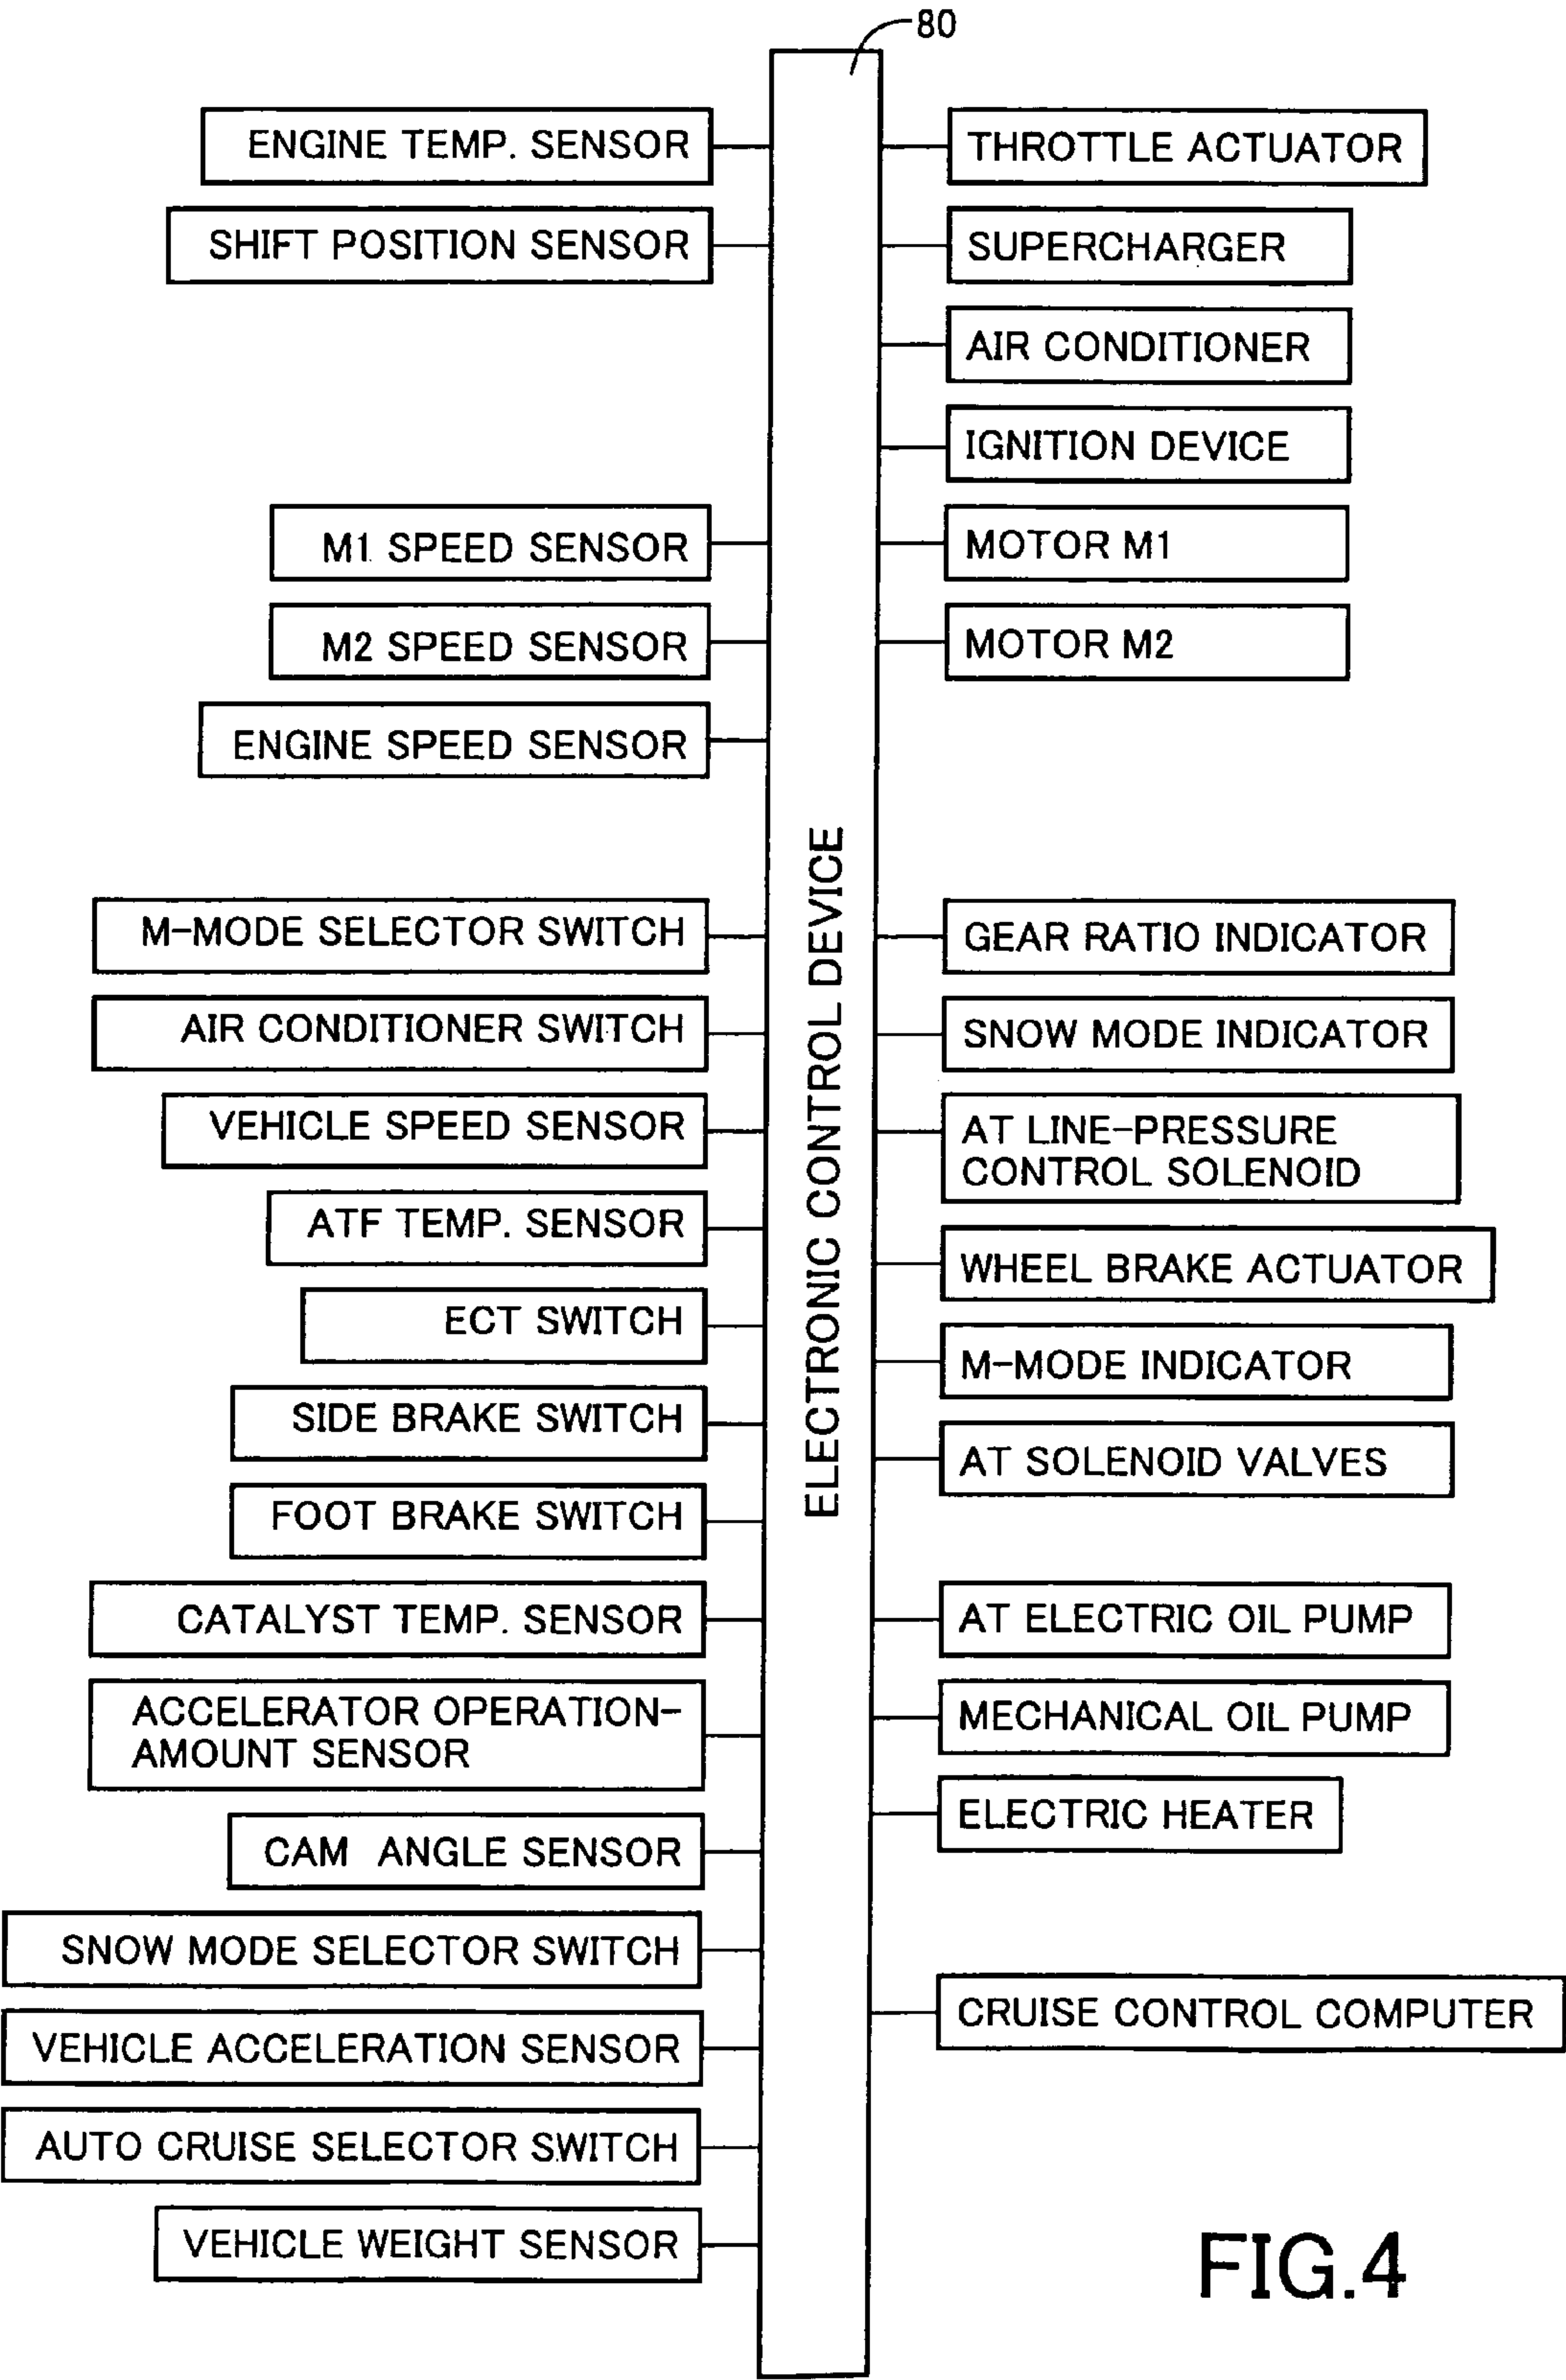 80
ENGINE TEMP. SENSOR
SHIFT POSITION SENSOR
M1 SPEED SENSOR
M2 SPEED SENSOR
ENGINE SPEED SENSOR
M-MODE SELECTOR SWITCH
AIR CONDITIONER SWITCH
VEHICLE SPEED SENSOR
ATF TEMP. SENSOR
ECT SWITCH
SIDE BRAKE SWITCH
FOOT BRAKE SWITCH
CATALYST TEMP. SENSOR
ACCELERATOR OPERATION-
AMOUNT SENSOR
CAM ANGLE SENSOR
SNOW MODE SELECTOR SWITCH
VEHICLE ACCELERATION SENSOR
AUTO CRUISE SELECTOR SWITCH
VEHICLE WEIGHT SENSOR
ELECTRONIC CONTROL DEVICE
THROTTLE ACTUATOR
SUPERCHARGER
AIR CONDITIONER
IGNITION DEVICE
MOTOR M1
MOTOR M2
GEAR RATIO INDICATOR
SNOW MODE INDICATOR
AT LINE-PRESSURE
CONTROL SOLENOID
WHEEL BRAKE ACTUATOR
M-MODE INDICATOR
AT SOLENOID VALVES
AT ELECTRIC OIL PUMP
MECHANICAL OIL PUMP
ELECTRIC HEATER
CRUISE CONTROL COMPUTER
FIG.4